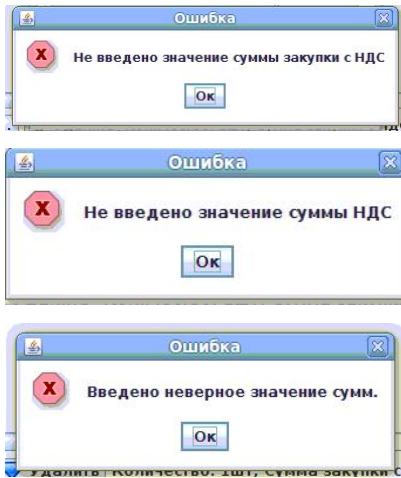 Ошибка
Не введено значение суммы закупки с НДС
Ок
Ошибка
Не введено значение суммы НДС
Ок
Ошибка
Введено неверное значение сумм.
Ок
Удалить Количество: 1шт, Сумма закупки с